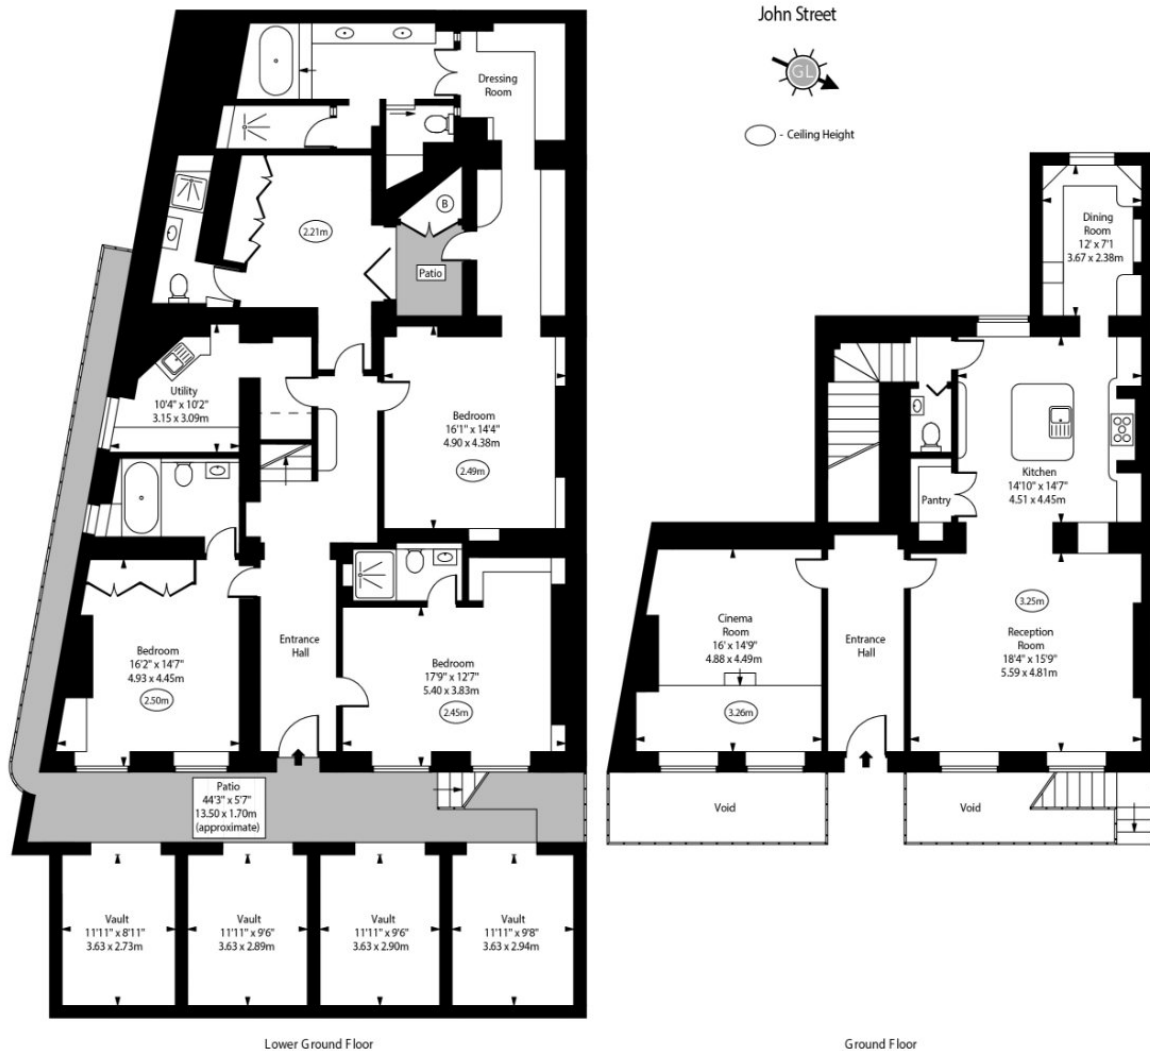 John Street
GL
- Ceiling Height
Dressing
Room
B
2.21m
Patio
Utility
10'4" x 10'2"
3.15 x 3.09m
Bedroom
16'1" x 14'4"
4.90 x 4.38m
2.49m
Bedroom
16'2" x 14'7"
4.93 x 4.45m
2.50m
Entrance
Hall
Bedroom
17'9" x 12'7"
5.40 x 3.83m
2.45m
Patio
44'3" x 5'7"
13.50 x 1.70m
(approximate)
Vault
11'11" x 8'11"
3.63 x 2.73m
Vault
11'11" x 9'6"
3.63 x 2.89m
Vault
11'11" x 9'6"
3.63 x 2.90m
Vault
11'11" x 9'8"
3.63 x 2.94m
Lower Ground Floor
Dining
Room
12' x 7'1
3.67 x 2.38m
Kitchen
14'10" x 14'7"
4.51 x 4.45m
Pantry
Cinema
Room
16' x 14'9"
4.88 x 4.49m
3.26m
Entrance
Hall
3.25m
Reception
Room
18'4" x 15'9"
5.59 x 4.81m
Void
Void
Ground Floor